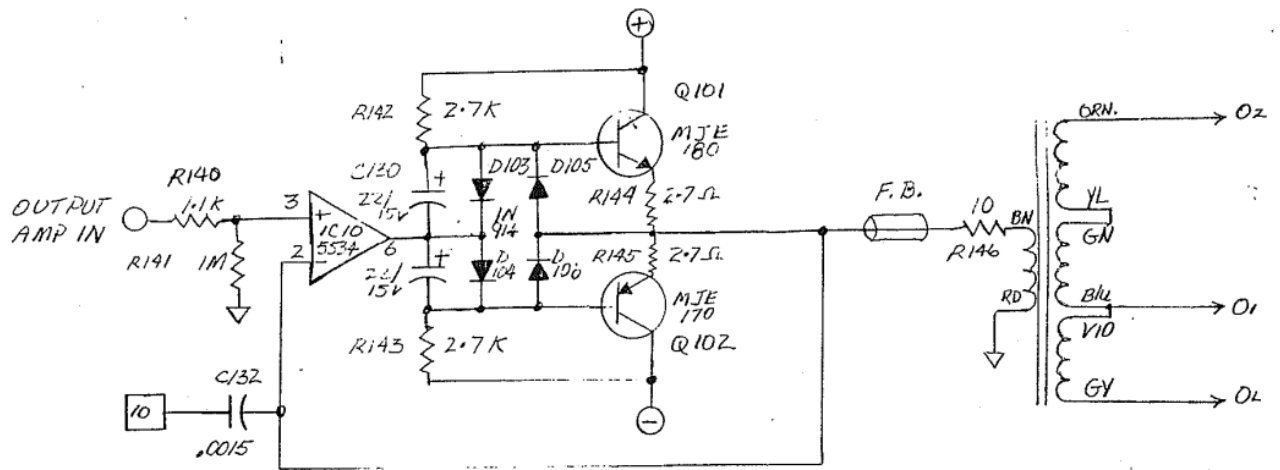 +
Q101
R142
2.7K
MJE
180
C130
22/
15V
+
D103
D105
1N
914
R144
2.7Ω
OUTPUT
AMP IN
R140
1.1K
3
+
IC10
5534
6
2
−
R141
1M
+
22/
15V
D
104
D
106
R145
2.7Ω
MJE
170
Q102
R143
2.7K
−
C132
10
.0015
F.B.
10
R146
BN
RD
ORN.
O2
YL
GN
Blu
O1
VIO
GY
OL